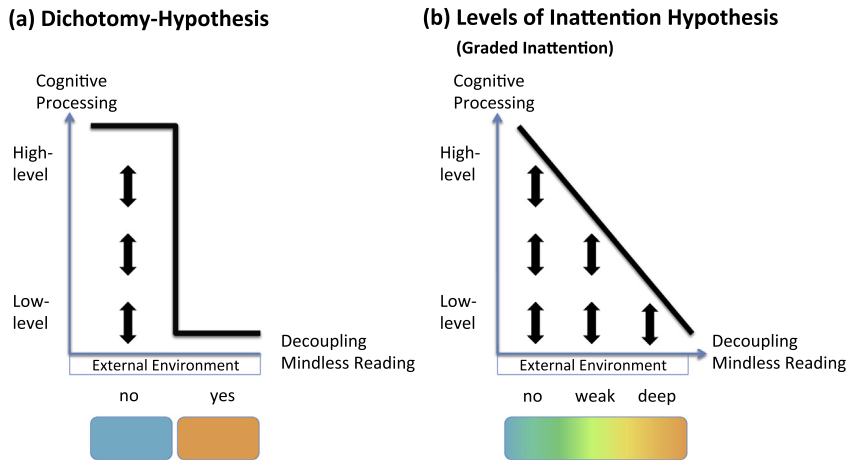 (a) Dichotomy-Hypothesis
Cognitive
Processing
High-
level
Low-
level
Decoupling
Mindless Reading
External Environment
no yes
(b) Levels of Inattention Hypothesis
(Graded Inattention)
Cognitive
Processing
High-
level
Low-
level
Decoupling
Mindless Reading
External Environment
no weak deep